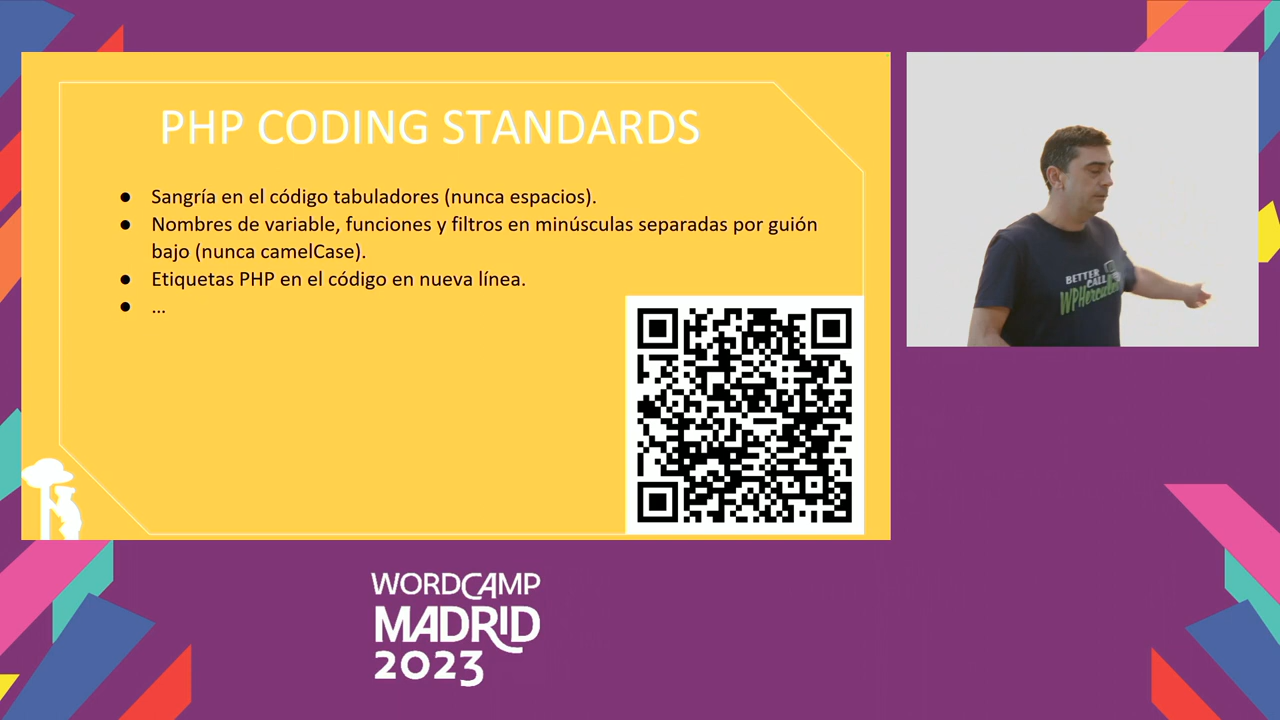 PHP CODING STANDARDS
● Sangría en el código tabuladores (nunca espacios).
● Nombres de variable, funciones y filtros en minúsculas separadas por guión
bajo (nunca camelCase).
● Etiquetas PHP en el código en nueva línea.
● ...
BETTER
CALL
WPHercules
WORDCAMP
MADRID
2023